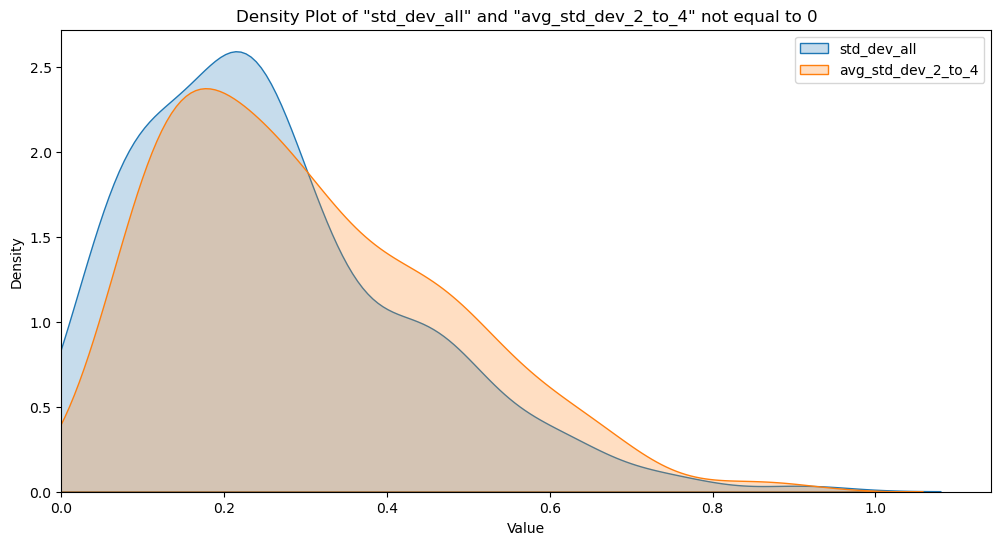 Density Plot of "std_dev_all" and "avg_std_dev_2_to_4" not equal to 0
std_dev_all
avg_std_dev_2_to_4
Density
2.5
2.0
1.5
1.0
0.5
0.0
0.0 0.2 0.4 0.6 0.8 1.0
Value